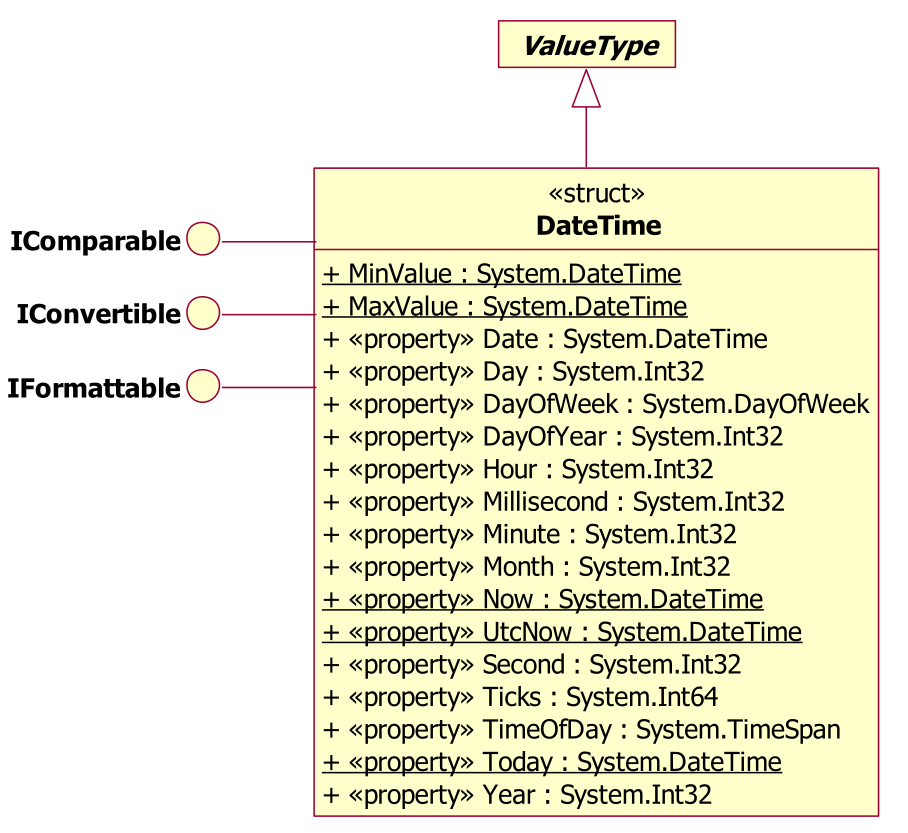 ValueType
«struct»
DateTime
IComparable
IConvertible
IFormattable
+ MinValue : System.DateTime
+ MaxValue : System.DateTime
+ «property» Date : System.DateTime
+ «property» Day : System.Int32
+ «property» DayOfWeek : System.DayOfWeek
+ «property» DayOfYear : System.Int32
+ «property» Hour : System.Int32
+ «property» Millisecond : System.Int32
+ «property» Minute : System.Int32
+ «property» Month : System.Int32
+ «property» Now : System.DateTime
+ «property» UtcNow : System.DateTime
+ «property» Second : System.Int32
+ «property» Ticks : System.Int64
+ «property» TimeOfDay : System.TimeSpan
+ «property» Today : System.DateTime
+ «property» Year : System.Int32